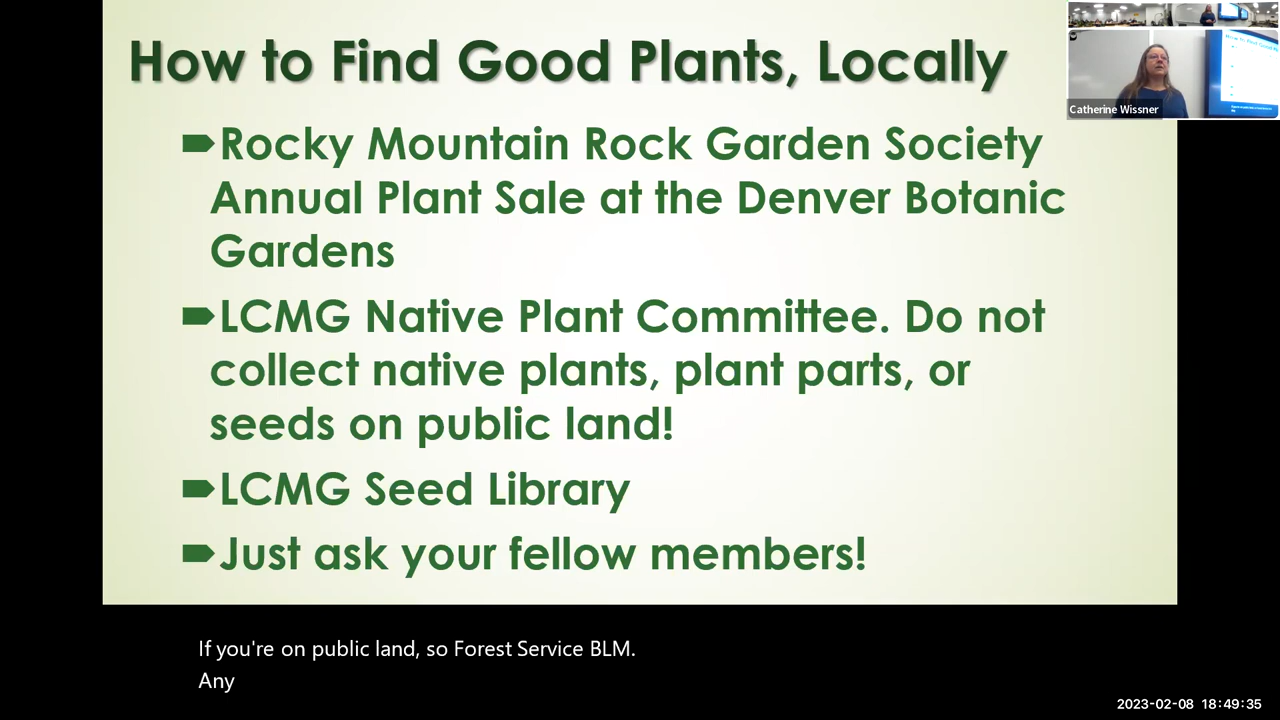 How to Find Good Plants, Locally
Rocky Mountain Rock Garden Society
Annual Plant Sale at the Denver Botanic
Gardens
LCMG Native Plant Committee. Do not
collect native plants, plant parts, or
seeds on public land!
LCMG Seed Library
Just ask your fellow members!
Catherine Wissner
If you're on public land, so Forest Service BLM.
Any
2023-02-08 18:49:35